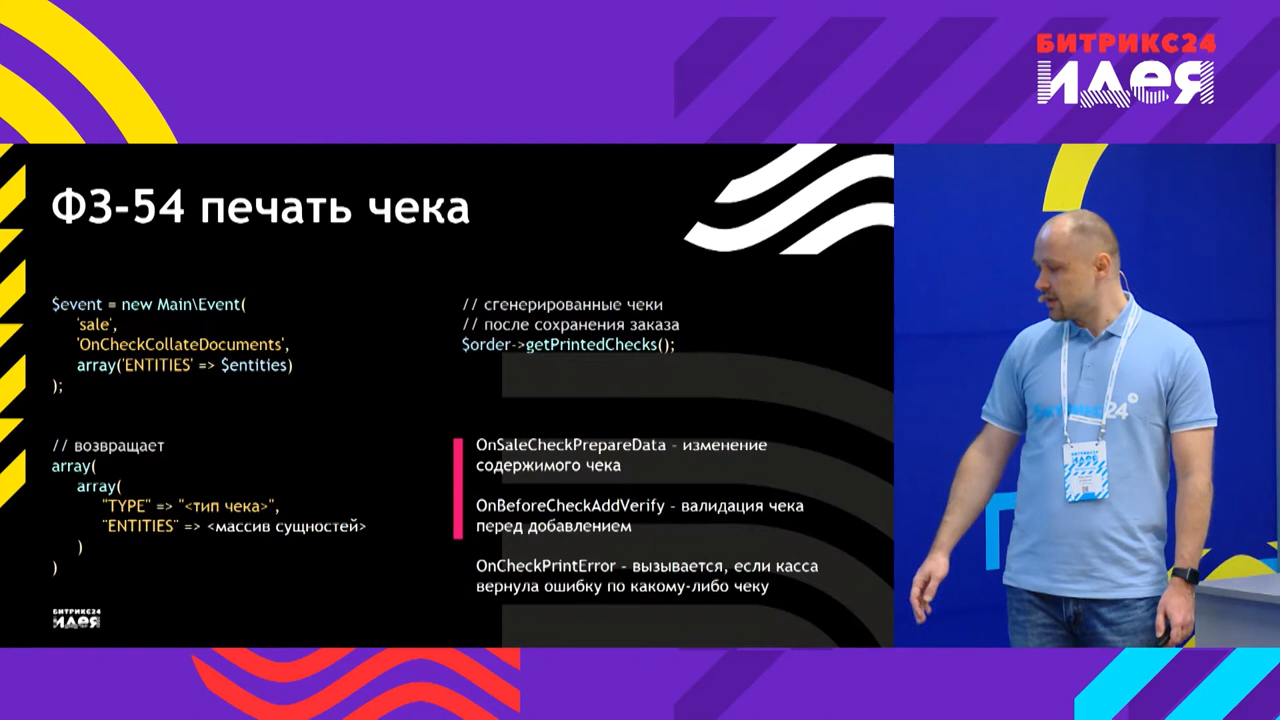 БИТРИКС24
идея
ФЗ-54 печать чека
$event = new Main\Event(
'sale',
'OnCheckCollateDocuments',
array('ENTITIES' => $entities)
);
// возвращает
array(
array(
"TYPE" => "<тип чека>",
"ENTITIES" => <массив сущностей>
)
)
// сгенерированные чеки
// после сохранения заказа
$order->getPrintedChecks();
OnSaleCheckPrepareData - изменение
содержимого чека
OnBeforeCheckAddVerify - валидация чека
перед добавлением
OnCheckPrintError - вызывается, если касса
вернула ошибку по какому-либо чеку
БИТРИКС24
идея
Битрикс24
БИТРИКС24
идея